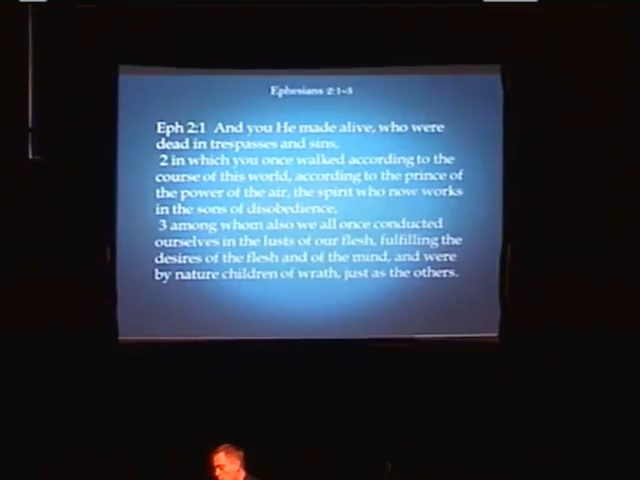 Ephesians 2:1-3
Eph 2:1 And you He made alive, who were
dead in trespasses and sins,
2 in which you once walked according to the
course of this world, according to the prince of
the power of the air, the spirit who now works
in the sons of disobedience,
3 among whom also we all once conducted
ourselves in the lusts of our flesh, fulfilling the
desires of the flesh and of the mind, and were
by nature children of wrath, just as the others.